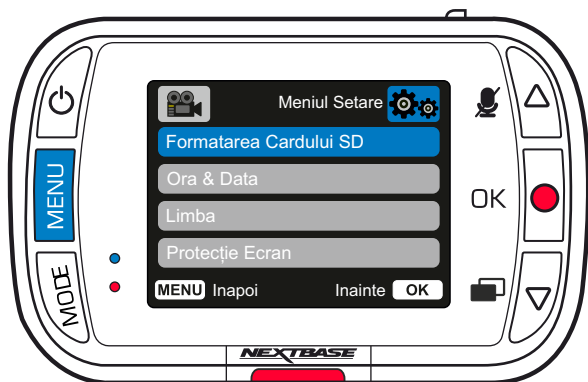 Meniul Setare
Formatarea Cardului SD
Ora & Data
Limba
Protecție Ecran
MENU Inapoi
Inainte OK
MENU
MODE
OK
NEXTBASE